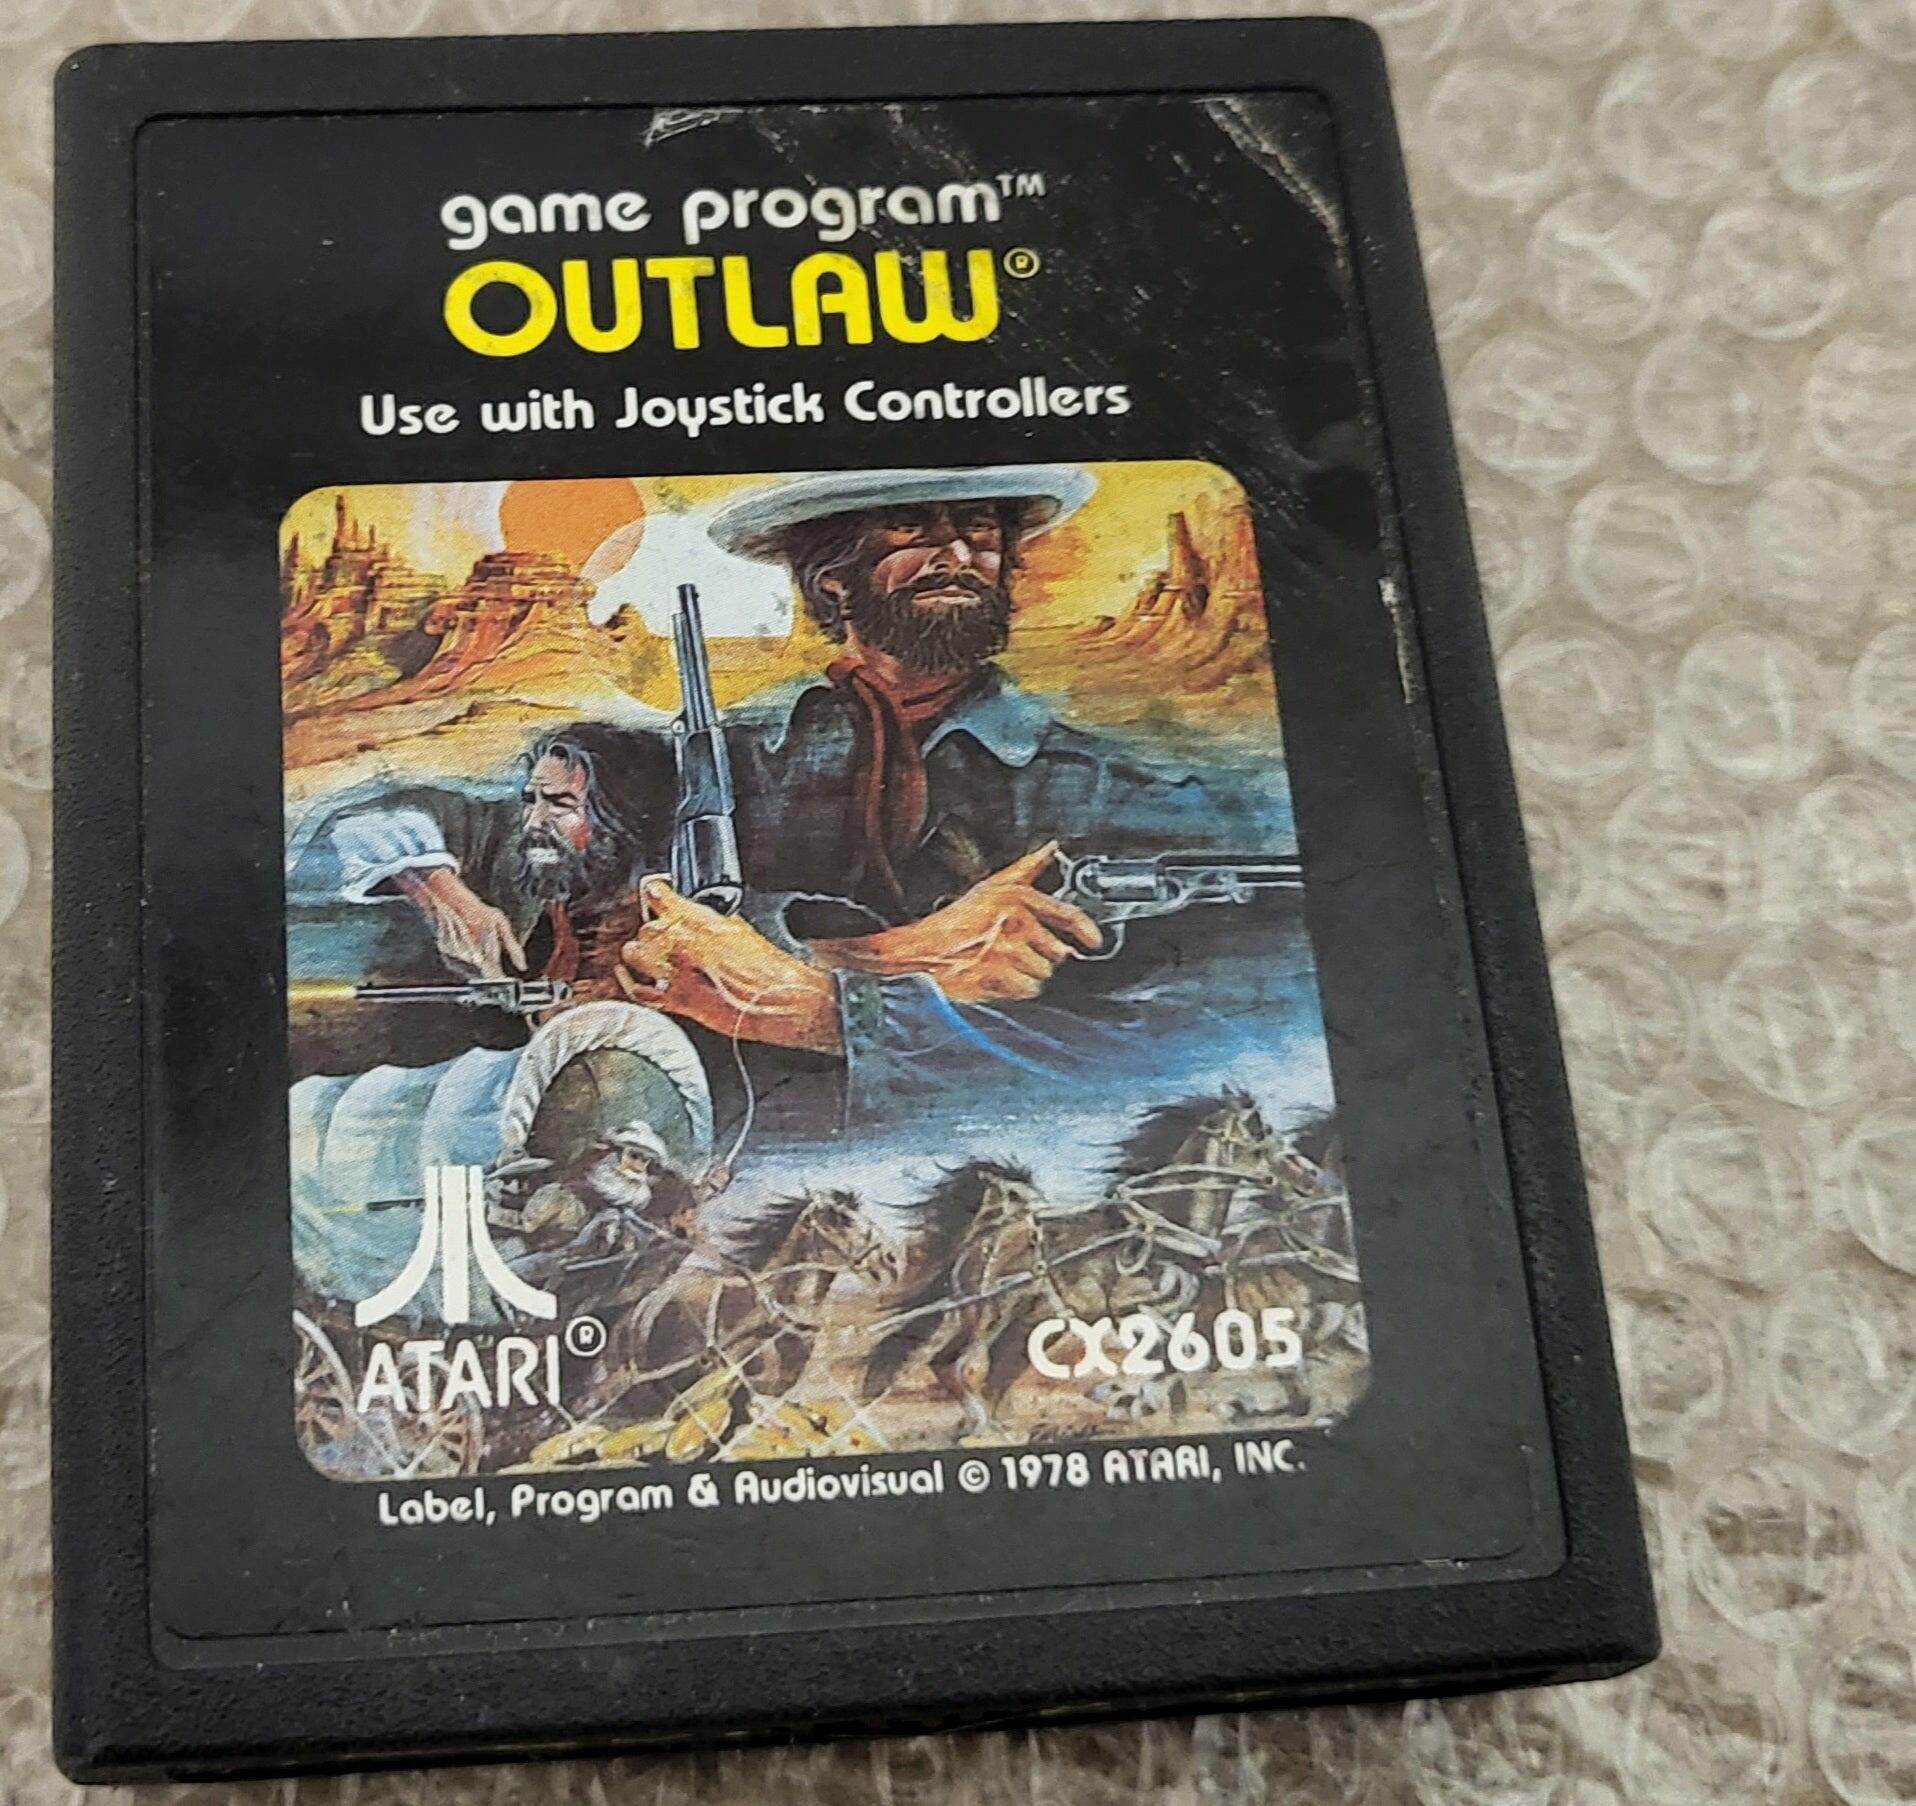 game program™
OUTLAW®
Use with Joystick Controllers
ATARI®
CX2605
Label, Program & Audiovisual © 1978 ATARI, INC.